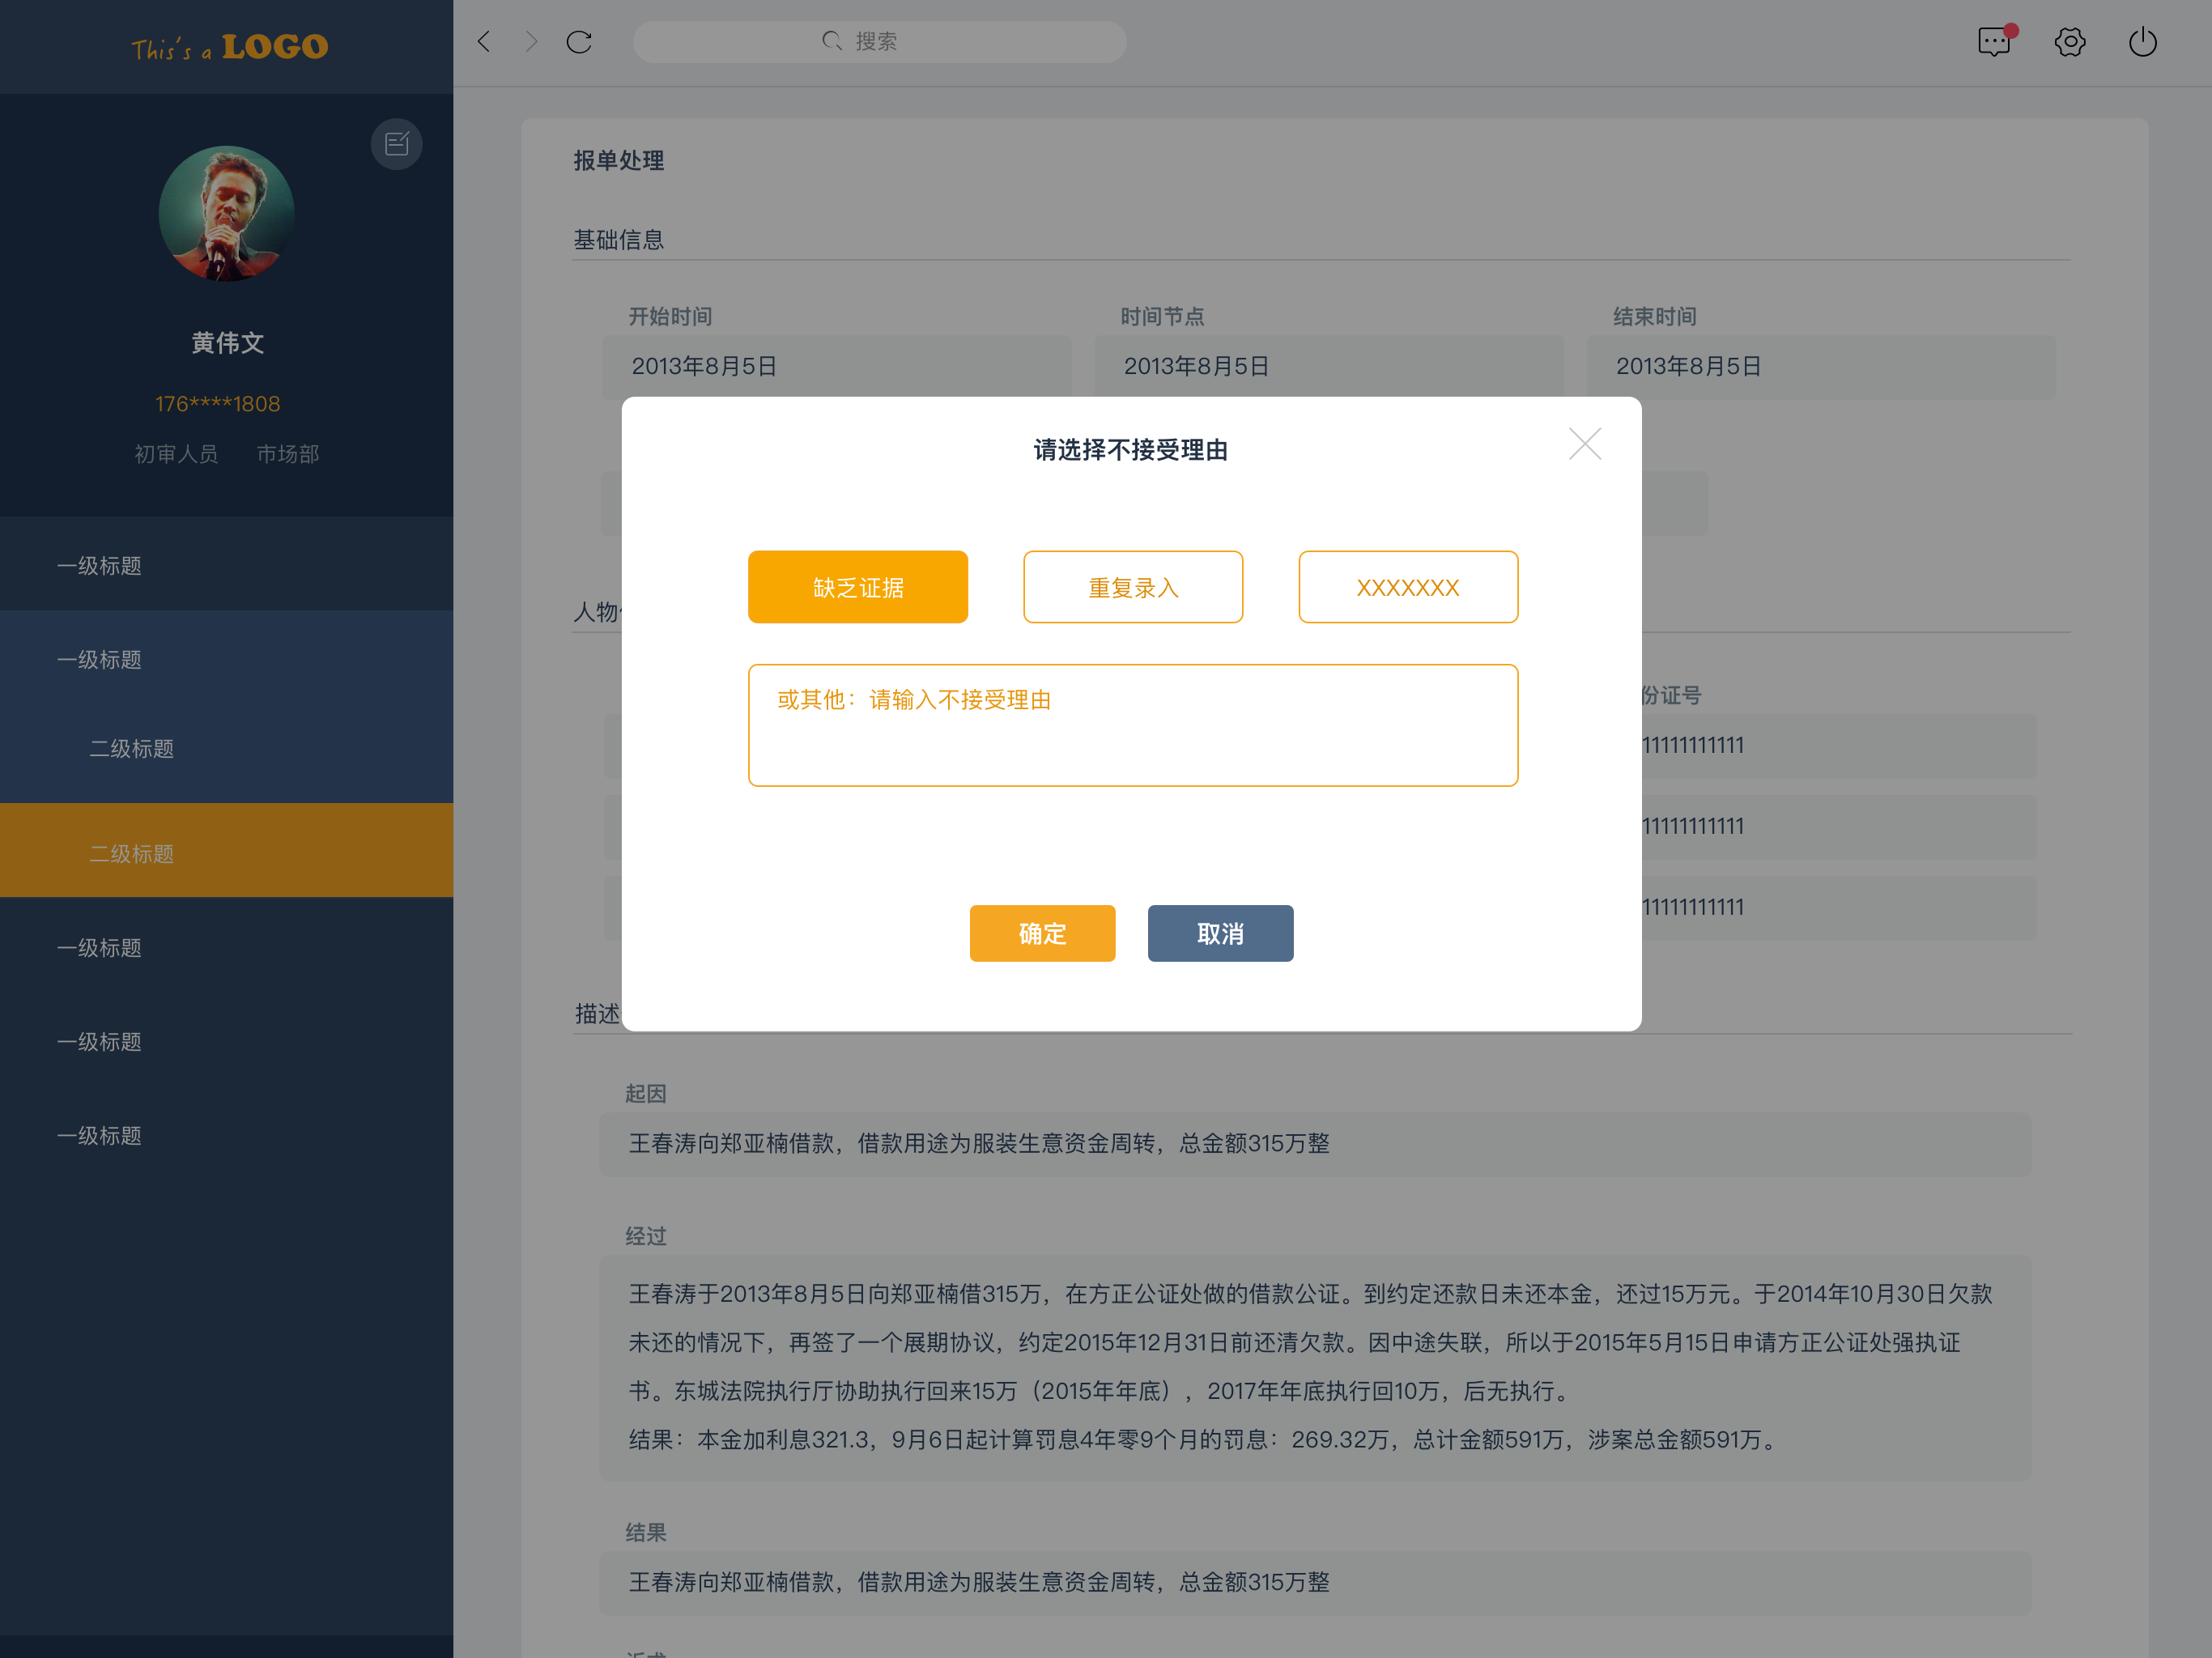 This's a LOGO
搜索
黄伟文
176****1808
初审人员 市场部
一级标题
一级标题
二级标题
二级标题
一级标题
一级标题
一级标题
报单处理
基础信息
开始时间 时间节点 结束时间
2013年8月5日 2013年8月5日 2013年8月5日
请选择不接受理由
缺乏证据 重复录入 XXXXXXX
或其他：请输入不接受理由
确定 取消
人物
份证号
11111111111
11111111111
11111111111
描述
起因
王春涛向郑亚楠借款，借款用途为服装生意资金周转，总金额315万整
经过
王春涛于2013年8月5日向郑亚楠借315万，在方正公证处做的借款公证。到约定还款日未还本金，还过15万元。于2014年10月30日欠款
未还的情况下，再签了一个展期协议，约定2015年12月31日前还清欠款。因中途失联，所以于2015年5月15日申请方正公证处强执证
书。东城法院执行厅协助执行回来15万（2015年年底），2017年年底执行回10万，后无执行。
结果：本金加利息321.3，9月6日起计算罚息4年零9个月的罚息：269.32万，总计金额591万，涉案总金额591万。
结果
王春涛向郑亚楠借款，借款用途为服装生意资金周转，总金额315万整